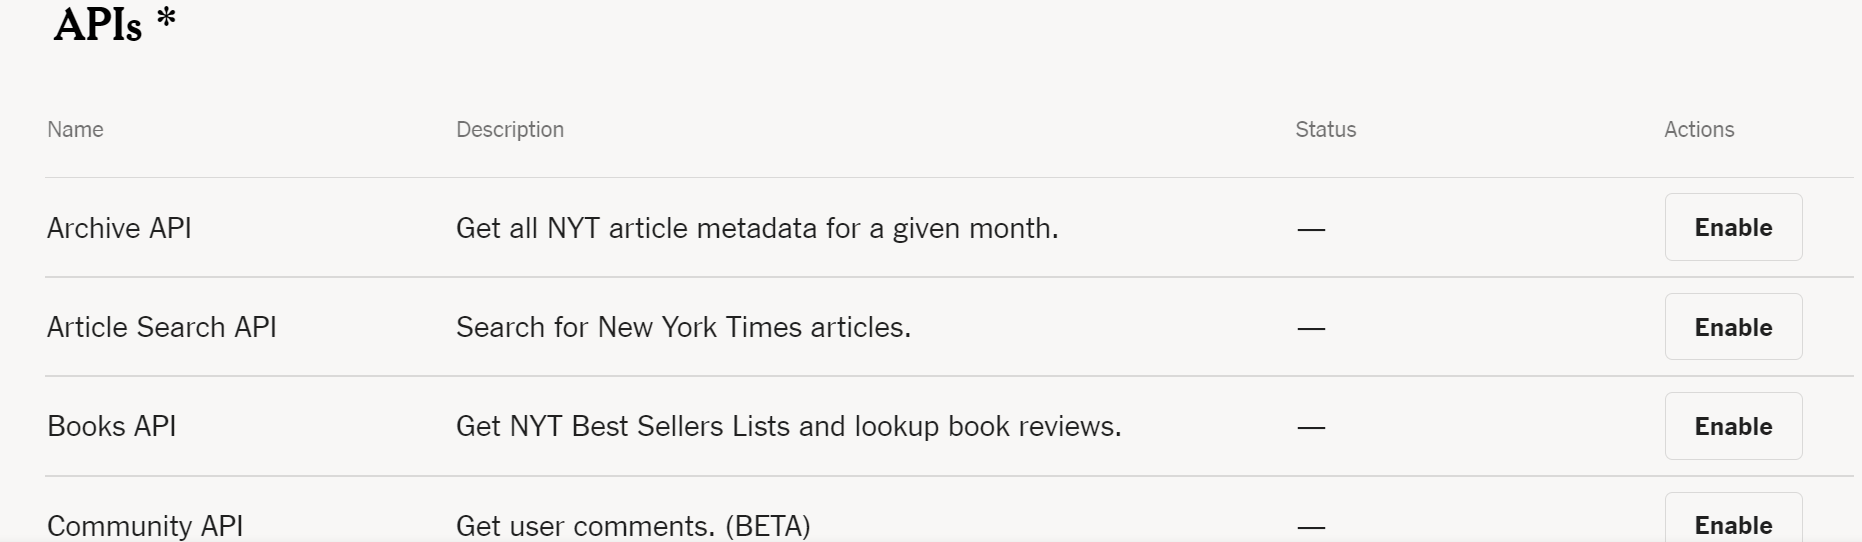 APIs *
Name Description Status Actions
Archive API Get all NYT article metadata for a given month. — Enable
Article Search API Search for New York Times articles. — Enable
Books API Get NYT Best Sellers Lists and lookup book reviews. — Enable
Community API Get user comments. (BETA) — Enable